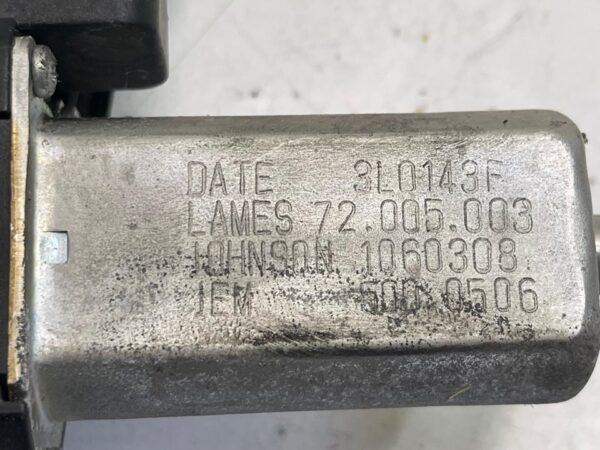 DATE 3L0143F
LAMES 72.005.003
JOHNSON 1060308
IEM 500.0506